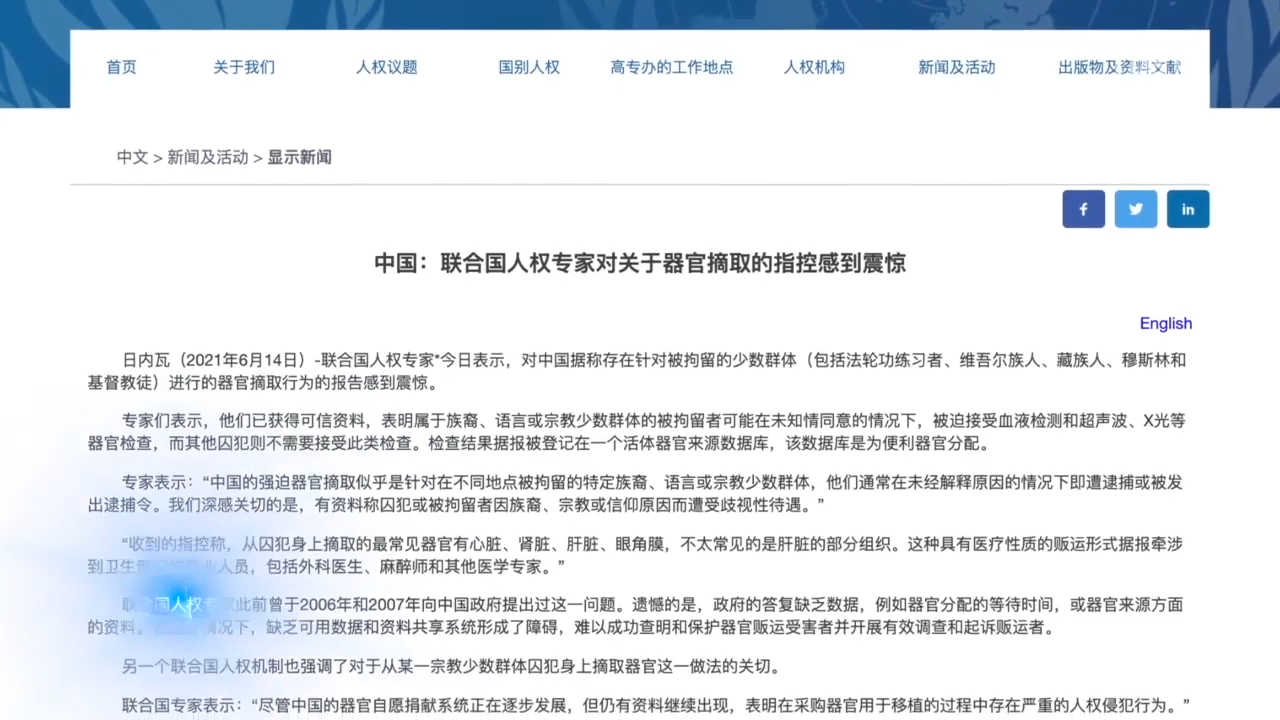 首页 关于我们 人权议题 国别人权 高专办的工作地点 人权机构 新闻及活动 出版物及资料文献
中文 > 新闻及活动 > 显示新闻
f in
中国：联合国人权专家对关于器官摘取的指控感到震惊
English
日内瓦（2021年6月14日）-联合国人权专家*今日表示，对中国据称存在针对被拘留的少数群体（包括法轮功练习者、维吾尔族人、藏族人、穆斯林和
基督教徒）进行的器官摘取行为的报告感到震惊。
专家们表示，他们已获得可信资料，表明属于族裔、语言或宗教少数群体的被拘留者可能在未知情同意的情况下，被迫接受血液检测和超声波、X光等
器官检查，而其他囚犯则不需要接受此类检查。检查结果据报被登记在一个活体器官来源数据库，该数据库是为便利器官分配。
专家表示：“中国的强迫器官摘取似乎是针对在不同地点被拘留的特定族裔、语言或宗教少数群体，他们通常在未经解释原因的情况下即遭逮捕或被发
出逮捕令。我们深感关切的是，有资料称囚犯或被拘留者因族裔、宗教或信仰原因而遭受歧视性待遇。”
“收到的指控称，从囚犯身上摘取的最常见器官有心脏、肾脏、肝脏、眼角膜，不太常见的是肝脏的部分组织。这种具有医疗性质的贩运形式据报牵涉
到卫生 人员，包括外科医生、麻醉师和其他医学专家。”
联合国人权专家此前曾于2006年和2007年向中国政府提出过这一问题。遗憾的是，政府的答复缺乏数据，例如器官分配的等待时间，或器官来源方面
的资料。 情况下，缺乏可用数据和资料共享系统形成了障碍，难以成功查明和保护器官贩运受害者并开展有效调查和起诉贩运者。
另一个联合国人权机制也强调了对于从某一宗教少数群体囚犯身上摘取器官这一做法的关切。
联合国专家表示：“尽管中国的器官自愿捐献系统正在逐步发展，但仍有资料继续出现，表明在采购器官用于移植的过程中存在严重的人权侵犯行为。”